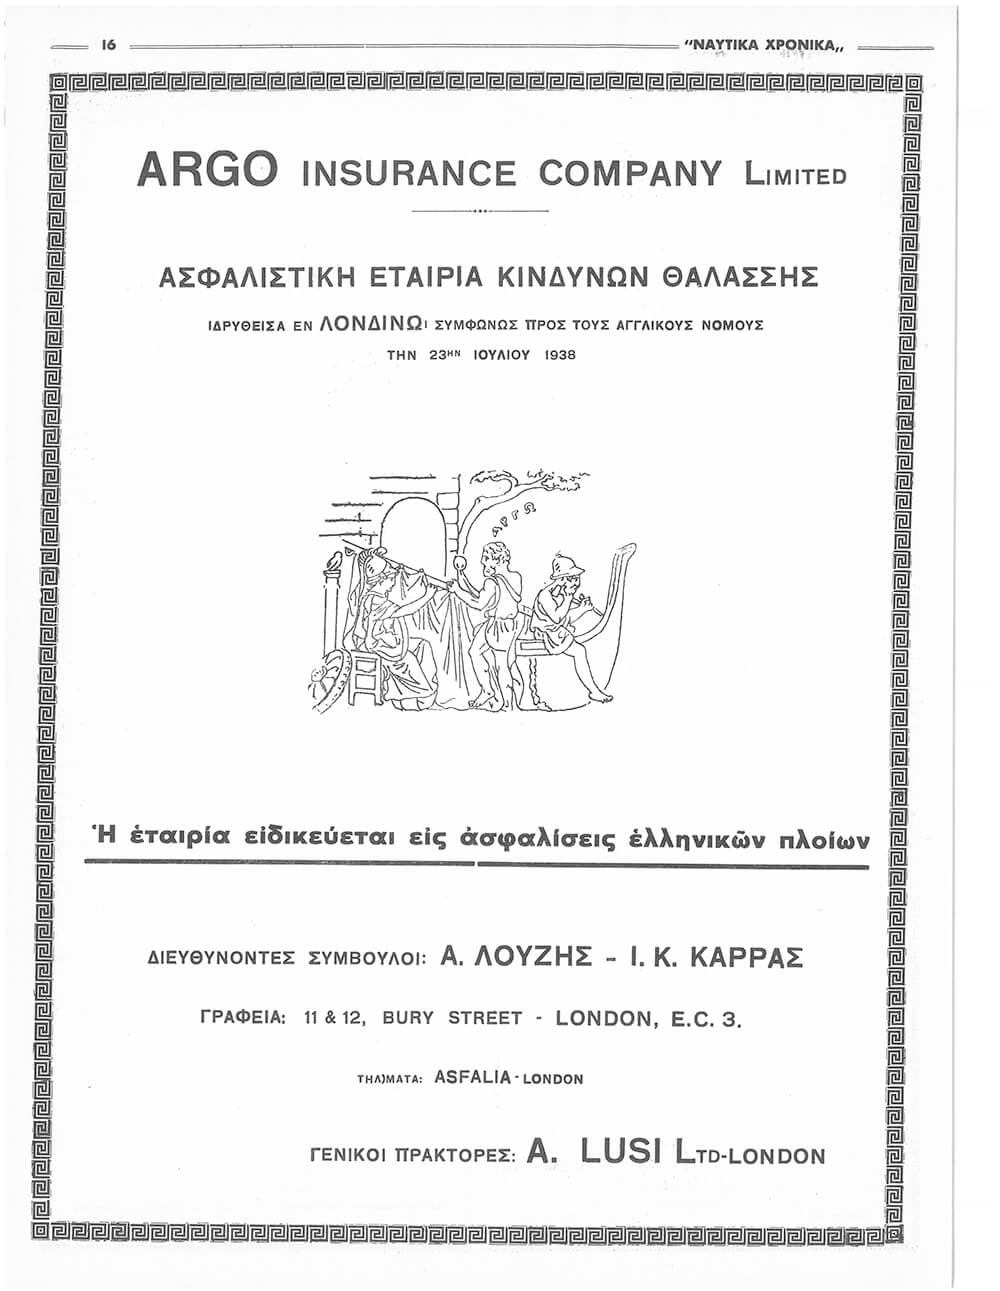 16
"ΝΑΥΤΙΚΑ ΧΡΟΝΙΚΑ„
ARGO INSURANCE COMPANY LIMITED
ΑΣΦΑΛΙΣΤΙΚΗ ΕΤΑΙΡΙΑ ΚΙΝΔΥΝΩΝ ΘΑΛΑΣΣΗΣ
ΙΔΡΥΘΕΙΣΑ ΕΝ ΛΟΝΔΙΝΩΙ ΣΥΜΦΩΝΩΣ ΠΡΟΣ ΤΟΥΣ ΑΓΓΛΙΚΟΥΣ ΝΟΜΟΥΣ
ΤΗΝ 23ΗΝ ΙΟΥΛΙΟΥ 1938
ΑΡΓΩ
Ἡ ἑταιρία εἰδικεύεται εἰς ἀσφαλίσεις ἑλληνικῶν πλοίων
ΔΙΕΥΘΥΝΟΝΤΕΣ ΣΥΜΒΟΥΛΟΙ: Α. ΛΟΥΖΗΣ - Ι. Κ. ΚΑΡΡΑΣ
ΓΡΑΦΕΙΑ: 11 & 12, BURY STREET - LONDON, E.C. 3.
ΤΗΛ)ΜΑΤΑ: ASFALIA - LONDON
ΓΕΝΙΚΟΙ ΠΡΑΚΤΟΡΕΣ: A. LUSI LTD-LONDON